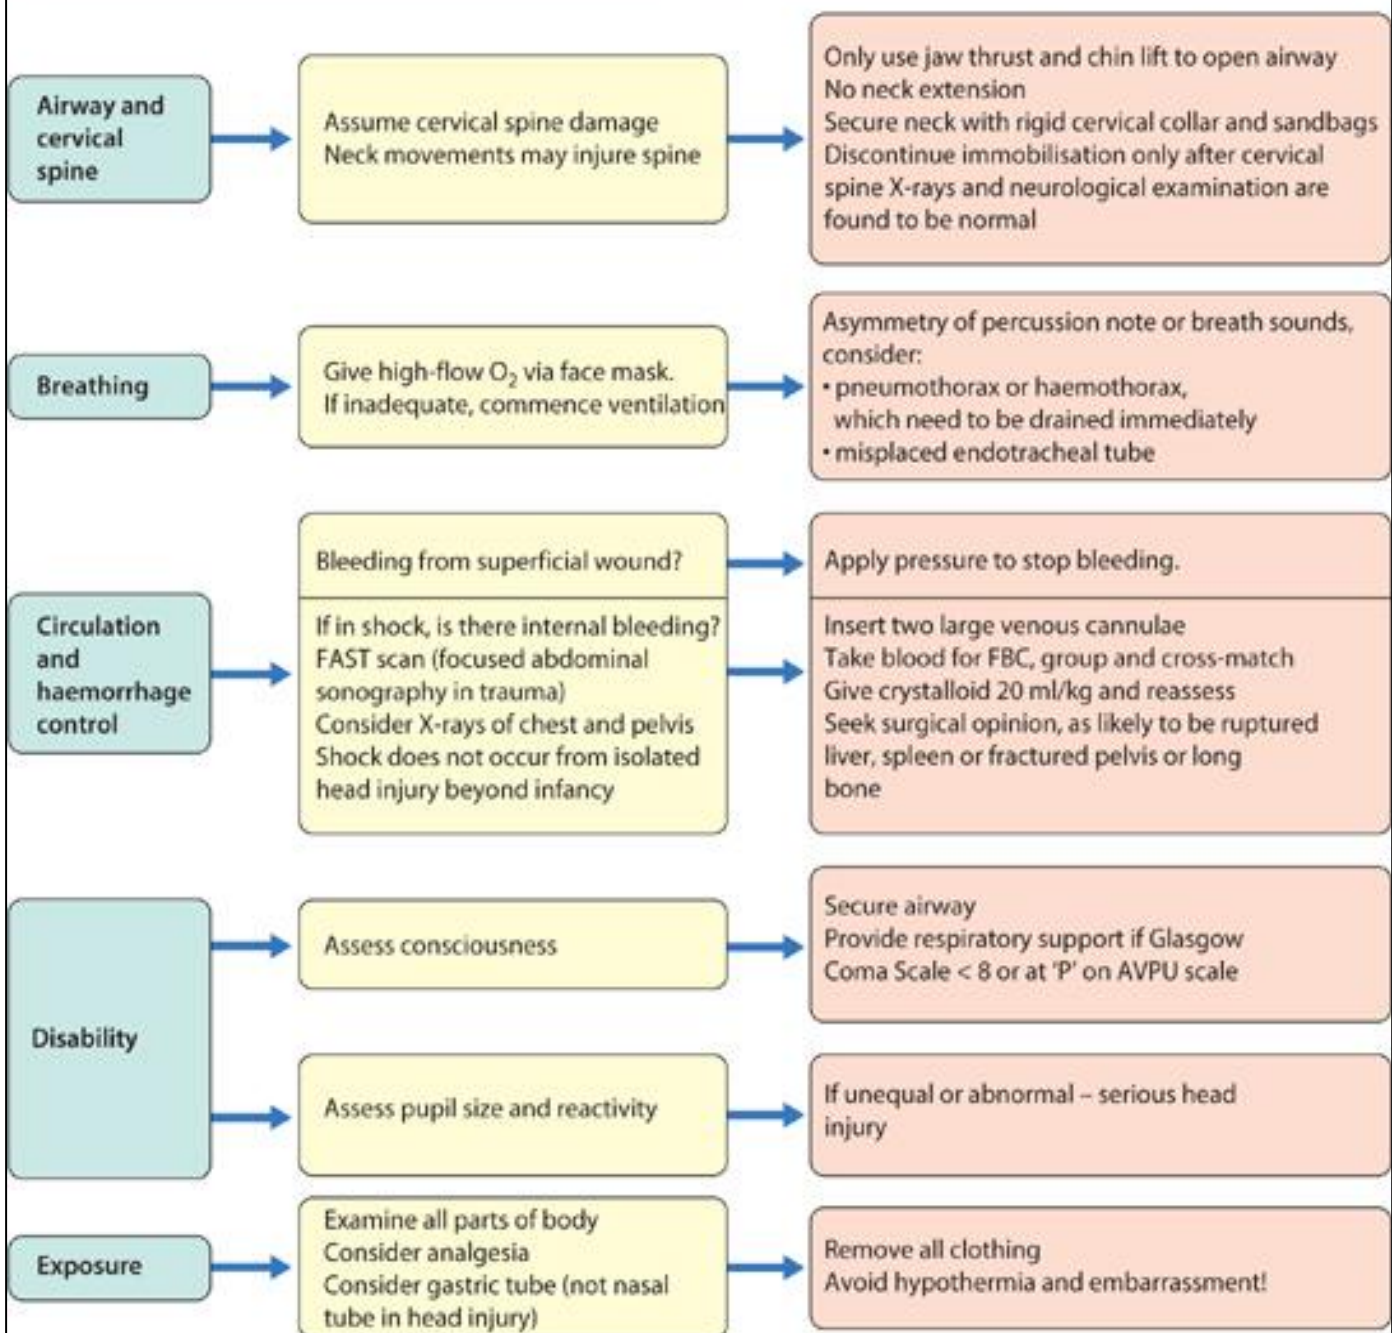 Airway and
cervical
spine
Assume cervical spine damage
Neck movements may injure spine
Only use jaw thrust and chin lift to open airway
No neck extension
Secure neck with rigid cervical collar and sandbags
Discontinue immobilisation only after cervical
spine X-rays and neurological examination are
found to be normal
Breathing
Give high-flow O₂ via face mask.
If inadequate, commence ventilation
Asymmetry of percussion note or breath sounds,
consider:
• pneumothorax or haemothorax,
which need to be drained immediately
• misplaced endotracheal tube
Circulation
and
haemorrhage
control
Bleeding from superficial wound?
Apply pressure to stop bleeding.
If in shock, is there internal bleeding?
FAST scan (focused abdominal
sonography in trauma)
Consider X-rays of chest and pelvis
Shock does not occur from isolated
head injury beyond infancy
Insert two large venous cannulae
Take blood for FBC, group and cross-match
Give crystalloid 20 ml/kg and reassess
Seek surgical opinion, as likely to be ruptured
liver, spleen or fractured pelvis or long
bone
Disability
Assess consciousness
Secure airway
Provide respiratory support if Glasgow
Coma Scale < 8 or at ‘P’ on AVPU scale
Assess pupil size and reactivity
If unequal or abnormal – serious head
injury
Exposure
Examine all parts of body
Consider analgesia
Consider gastric tube (not nasal
tube in head injury)
Remove all clothing
Avoid hypothermia and embarrassment!